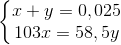 x + y = 0,025
103x = 58,5y